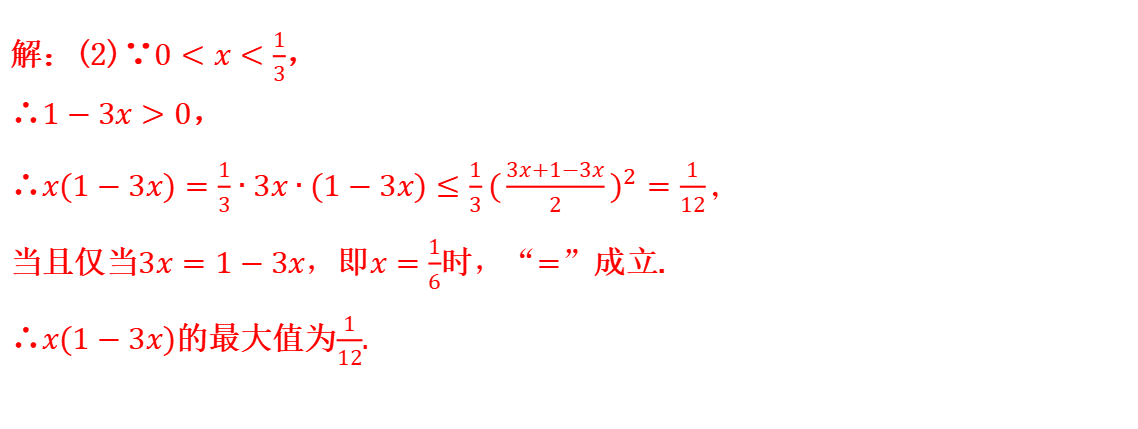 解：(2)∵0 < x < 1/3，
∴1 − 3x > 0，
∴x(1 − 3x) = 1/3 · 3x · (1 − 3x) ≤ 1/3 ((3x+1−3x)/2)² = 1/12，
当且仅当3x = 1 − 3x，即x = 1/6时，“=”成立.
∴x(1 − 3x)的最大值为1/12.